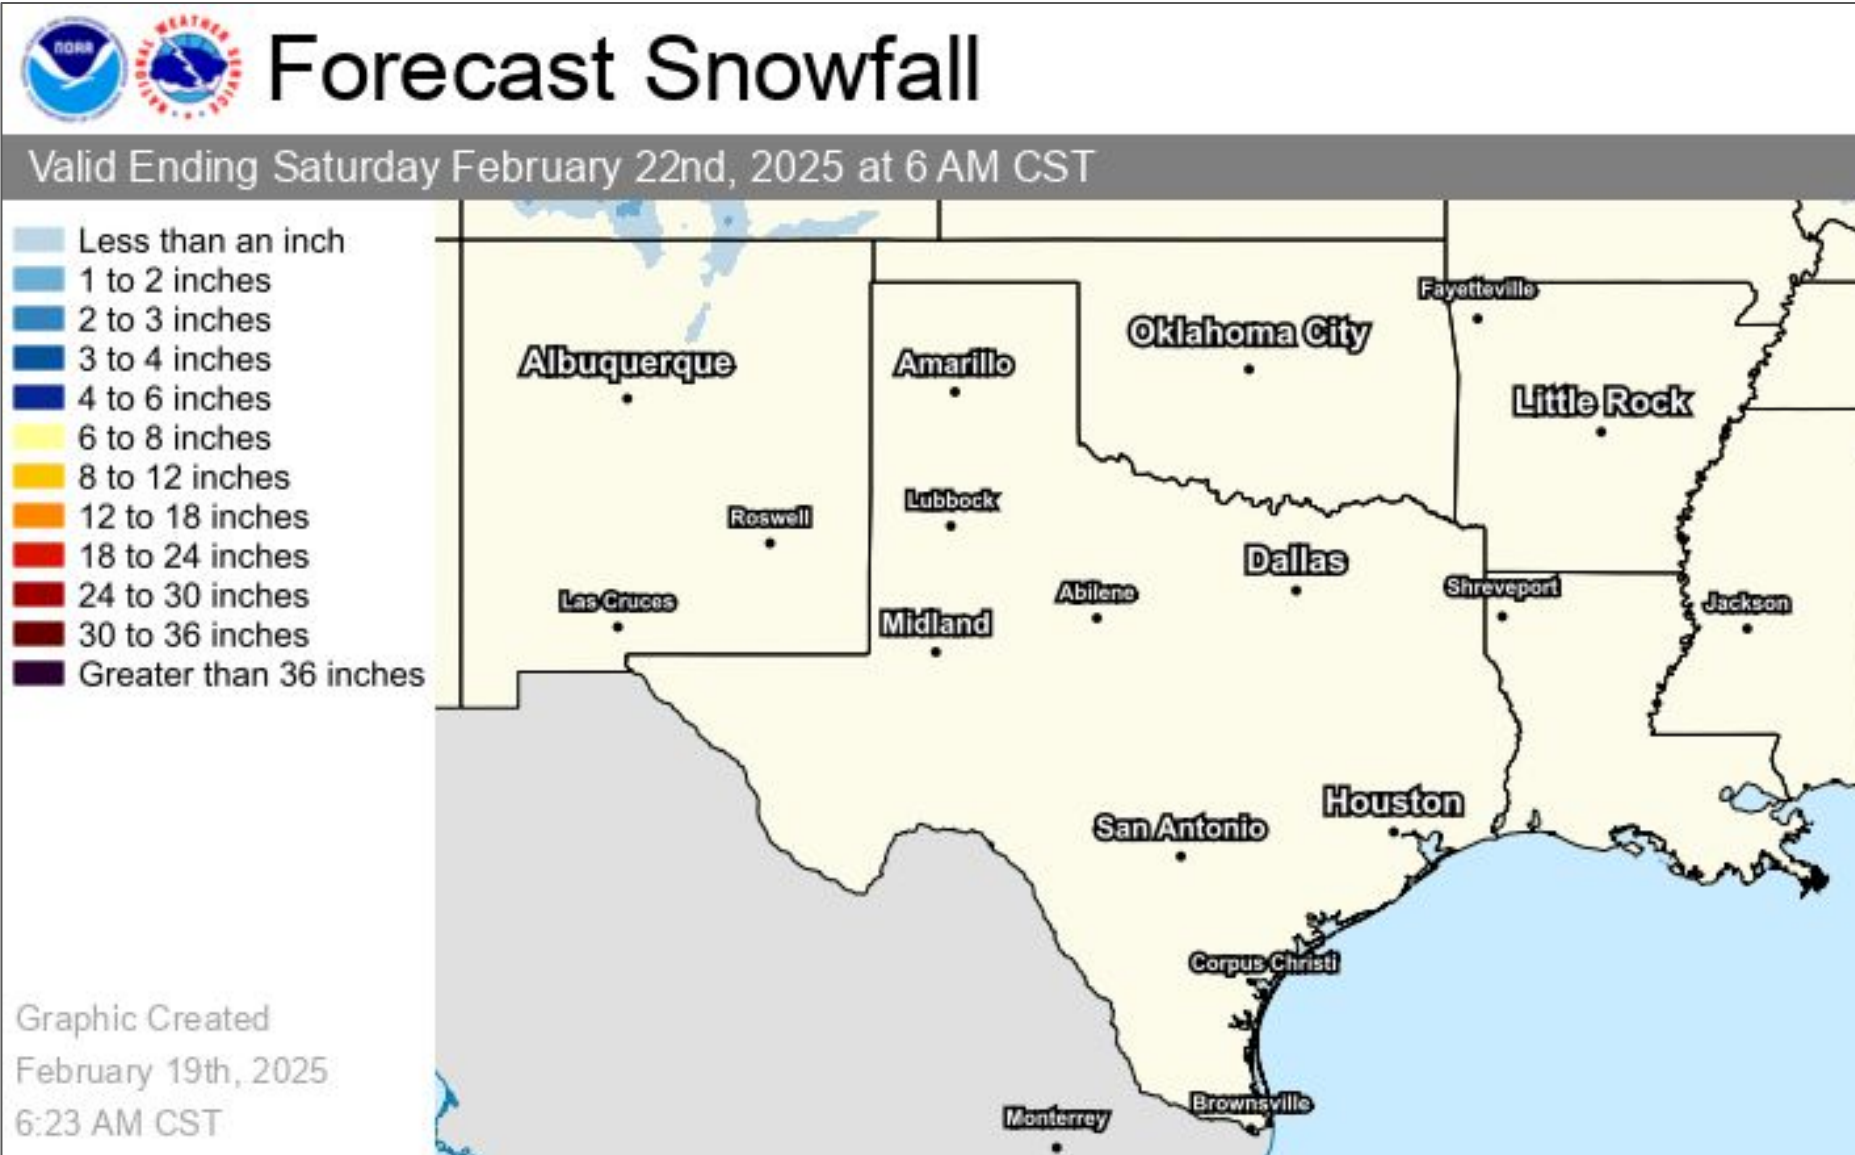 NOAA
NATIONAL WEATHER SERVICE
Forecast Snowfall
Valid Ending Saturday February 22nd, 2025 at 6 AM CST
Less than an inch
1 to 2 inches
2 to 3 inches
3 to 4 inches
4 to 6 inches
6 to 8 inches
8 to 12 inches
12 to 18 inches
18 to 24 inches
24 to 30 inches
30 to 36 inches
Greater than 36 inches
Graphic Created
February 19th, 2025
6:23 AM CST
Fayetteville
Oklahoma City
Albuquerque
Amarillo
Little Rock
Lubbock
Roswell
Dallas
Shreveport
Abilene
Las Cruces
Jackson
Midland
Houston
San Antonio
Corpus Christi
Brownsville
Monterrey